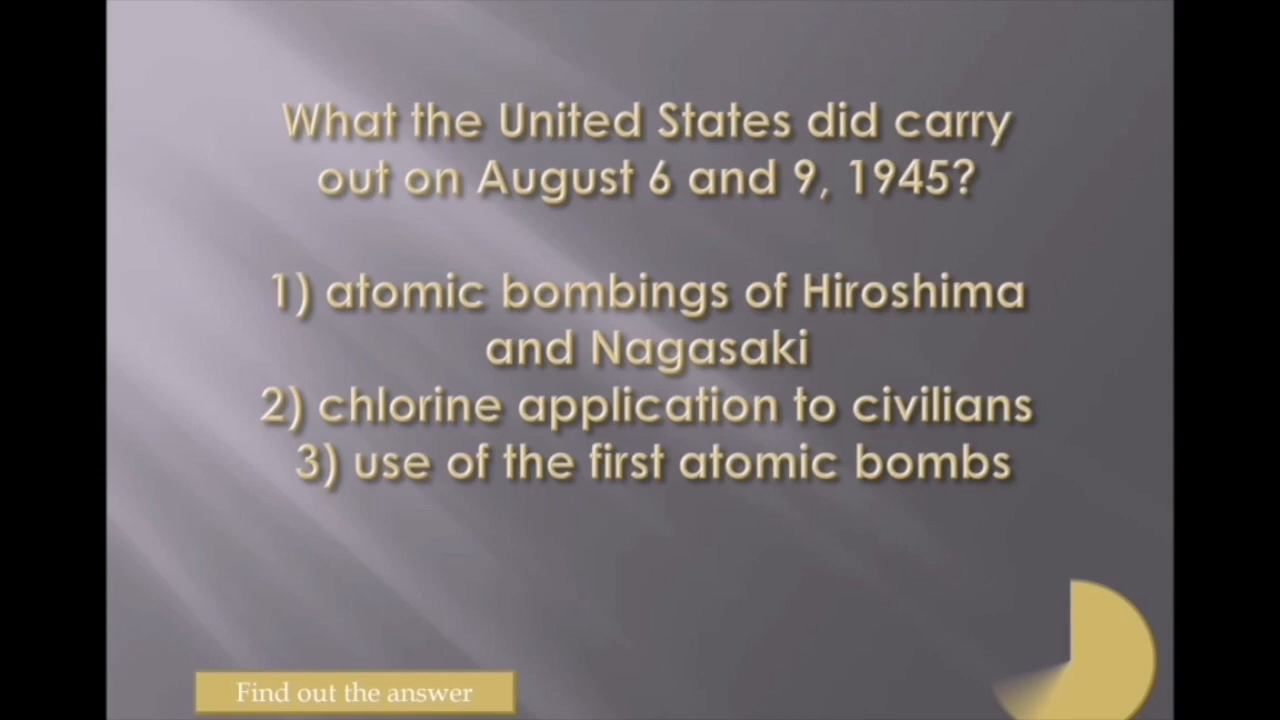 What the United States did carry
out on August 6 and 9, 1945?
1) atomic bombings of Hiroshima
and Nagasaki
2) chlorine application to civilians
3) use of the first atomic bombs
Find out the answer